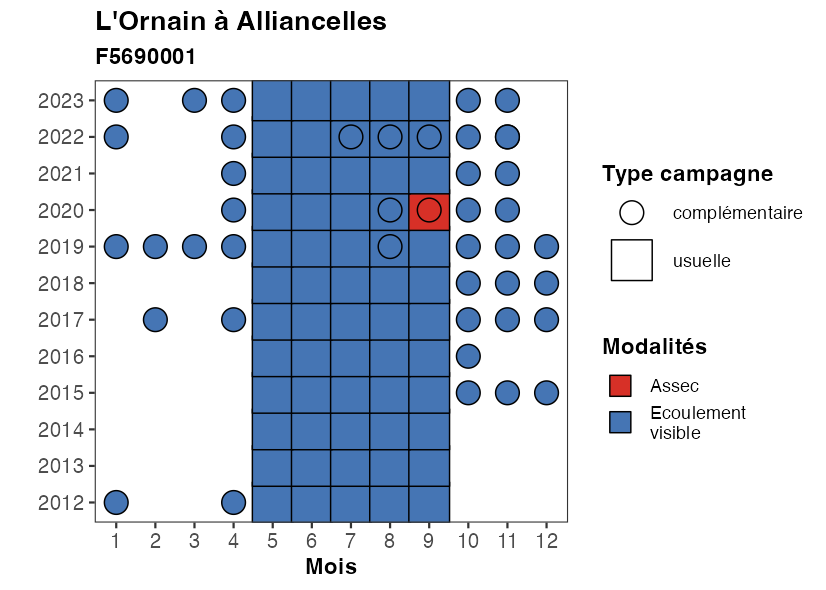 L'Ornain à Alliancelles
F5690001
2023
2022
2021
2020
2019
2018
2017
2016
2015
2014
2013
2012
1 2 3 4 5 6 7 8 9 10 11 12
Mois
Type campagne
complémentaire
usuelle
Modalités
Assec
Ecoulement
visible